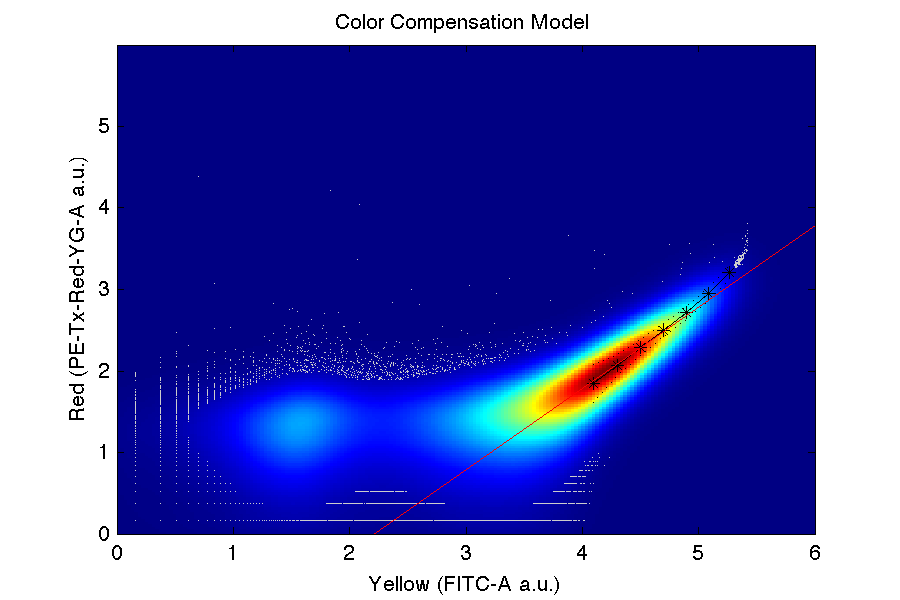 Color Compensation Model
5
4
3
2
1
0
Red (PE-Tx-Red-YG-A a.u.)
0 1 2 3 4 5 6
Yellow (FITC-A a.u.)